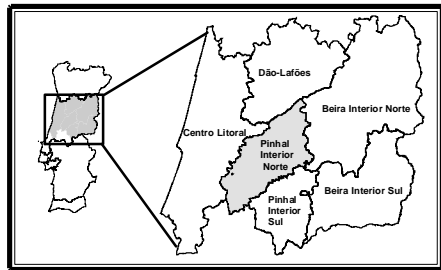 Dão-Lafões
Beira Interior Norte
Centro Litoral
Pinhal
Interior
Norte
Beira Interior Sul
Pinhal
Interior
Sul